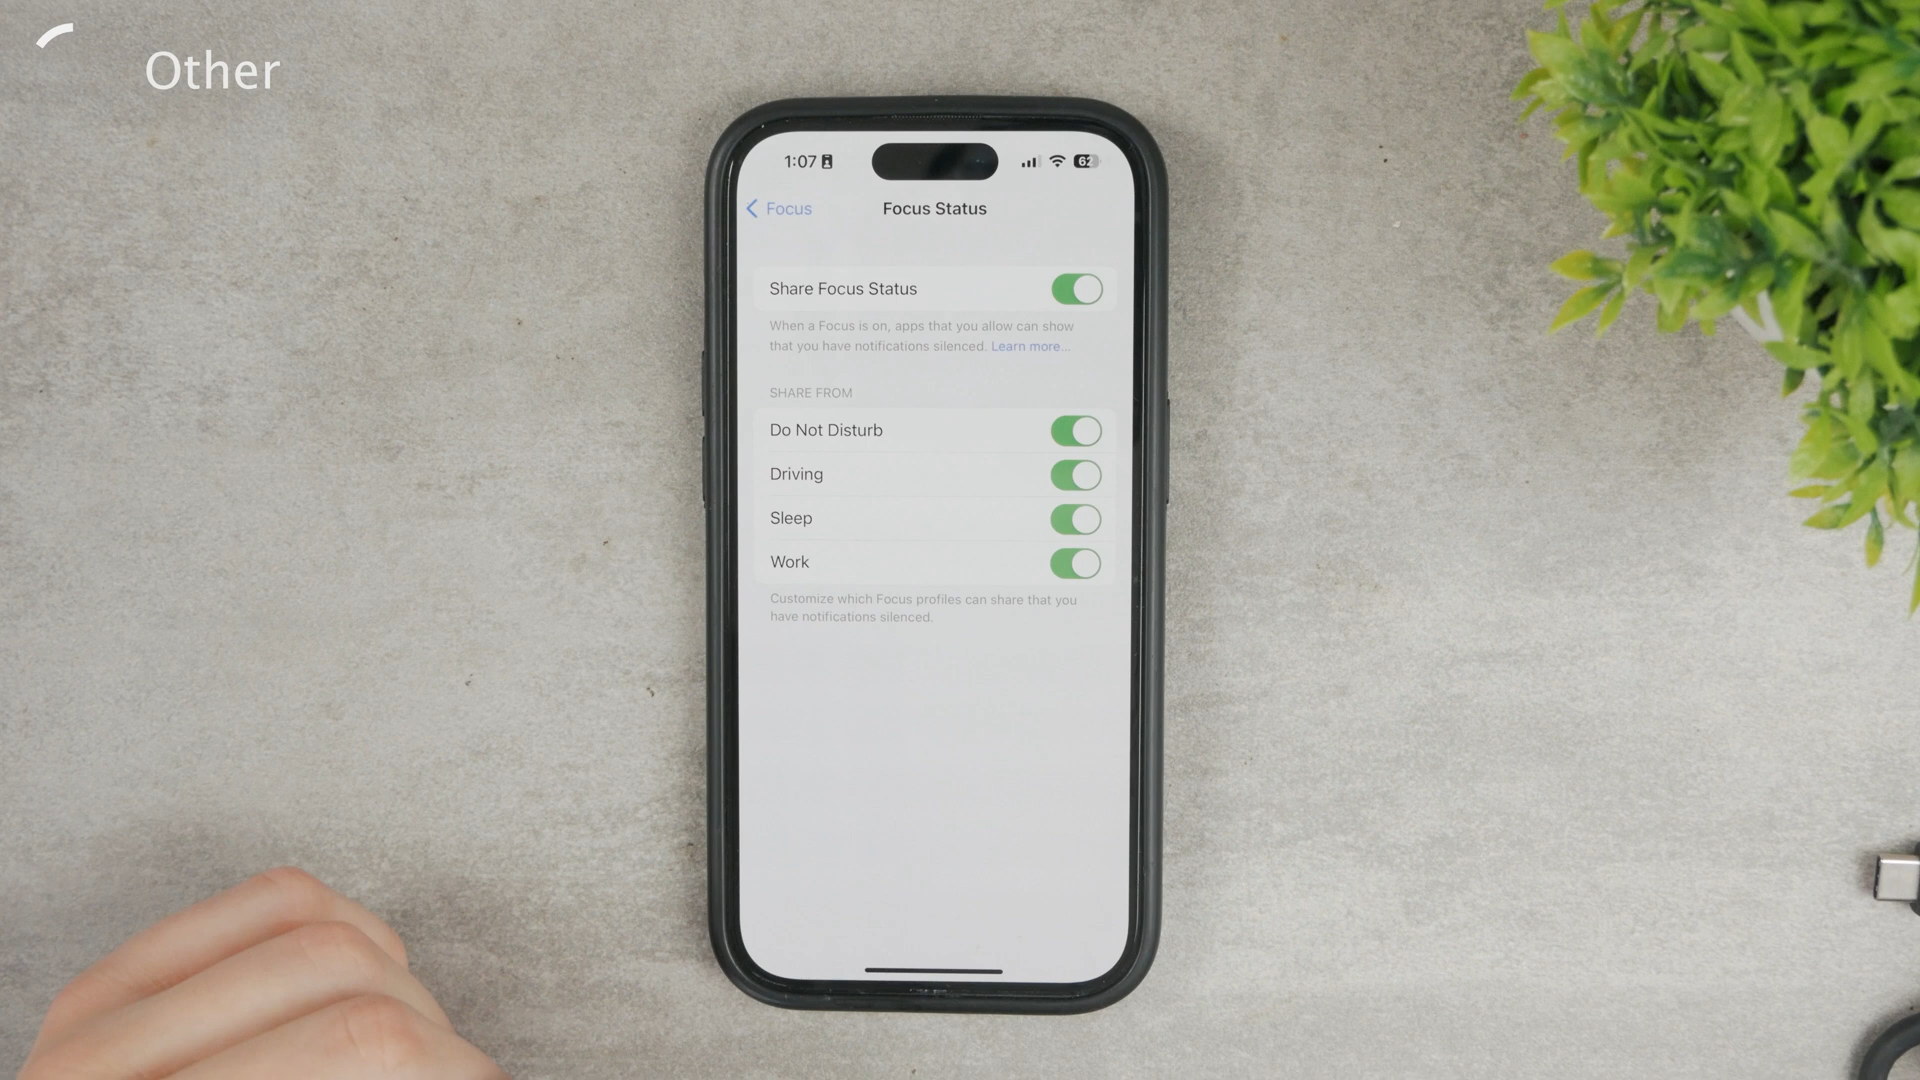 Other
1:07
62
Focus
Focus Status
Share Focus Status
When a Focus is on, apps that you allow can show
that you have notifications silenced. Learn more...
SHARE FROM
Do Not Disturb
Driving
Sleep
Work
Customize which Focus profiles can share that you
have notifications silenced.